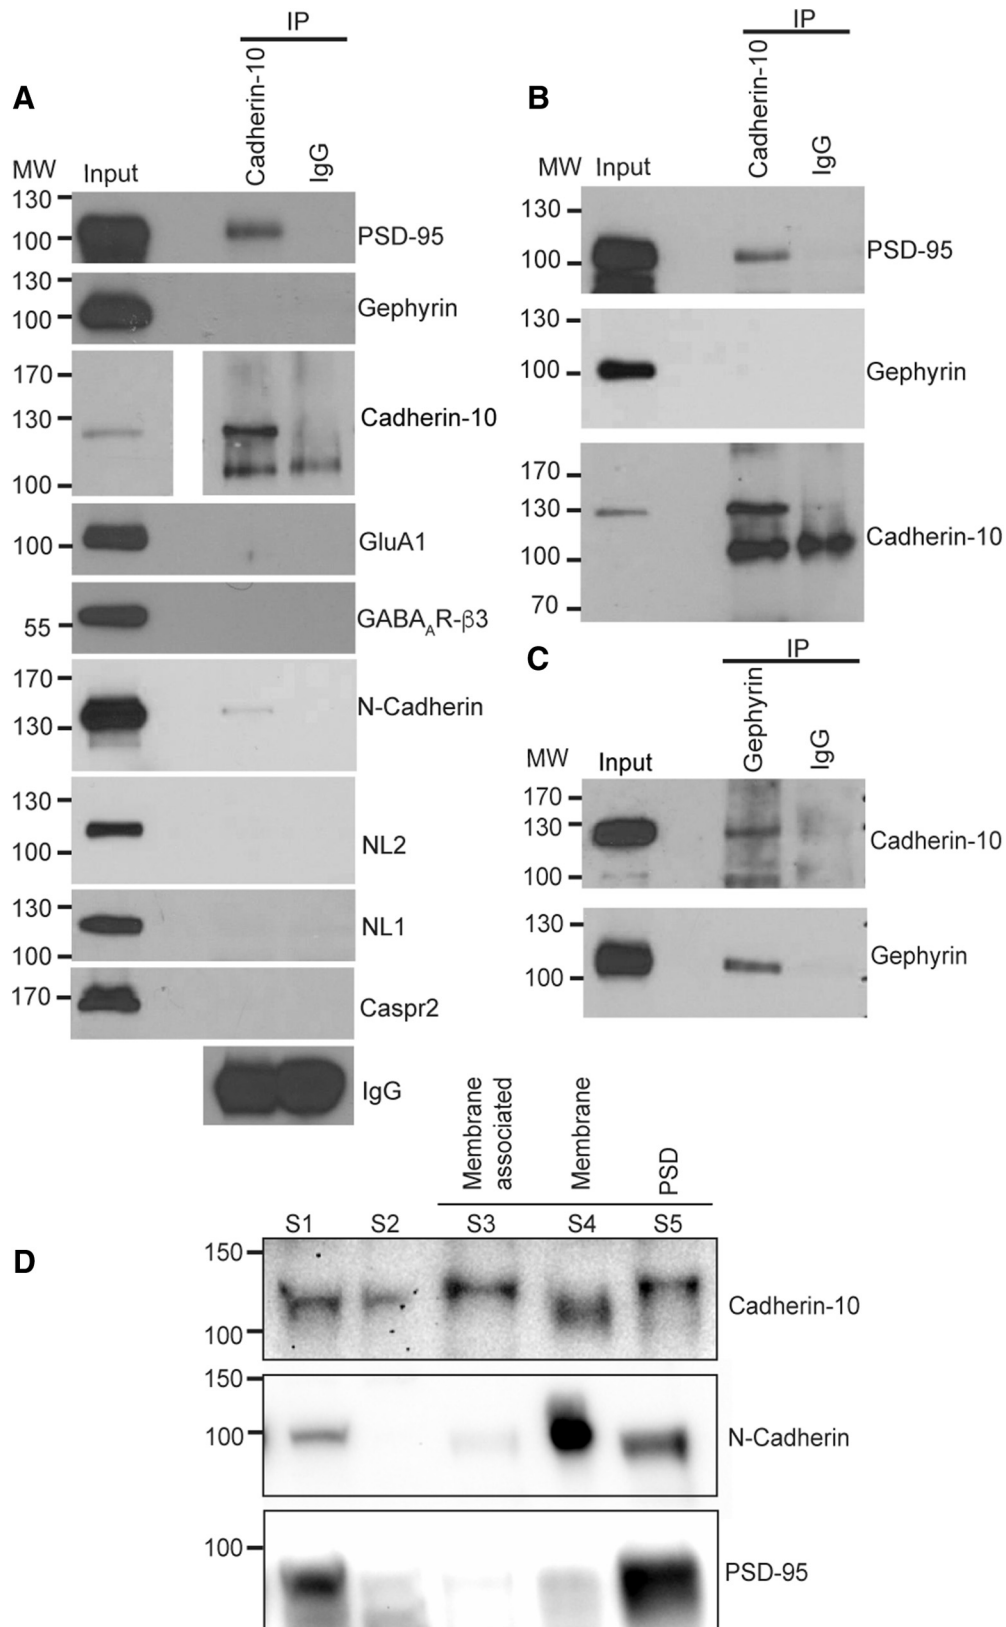 A
IP
Cadherin-10
IgG
MW
Input
130
100
PSD-95
130
100
Gephyrin
170
130
100
Cadherin-10
100
GluA1
55
GABAAR-β3
170
130
N-Cadherin
130
100
NL2
130
100
NL1
170
Caspr2
IgG
B
IP
Cadherin-10
IgG
MW
Input
130
100
PSD-95
130
100
Gephyrin
170
130
100
70
Cadherin-10
C
IP
Gephyrin
IgG
MW
Input
170
130
100
Cadherin-10
130
100
Gephyrin
D
Membrane
associated
Membrane
PSD
S1
S2
S3
S4
S5
150
100
Cadherin-10
150
100
N-Cadherin
100
PSD-95